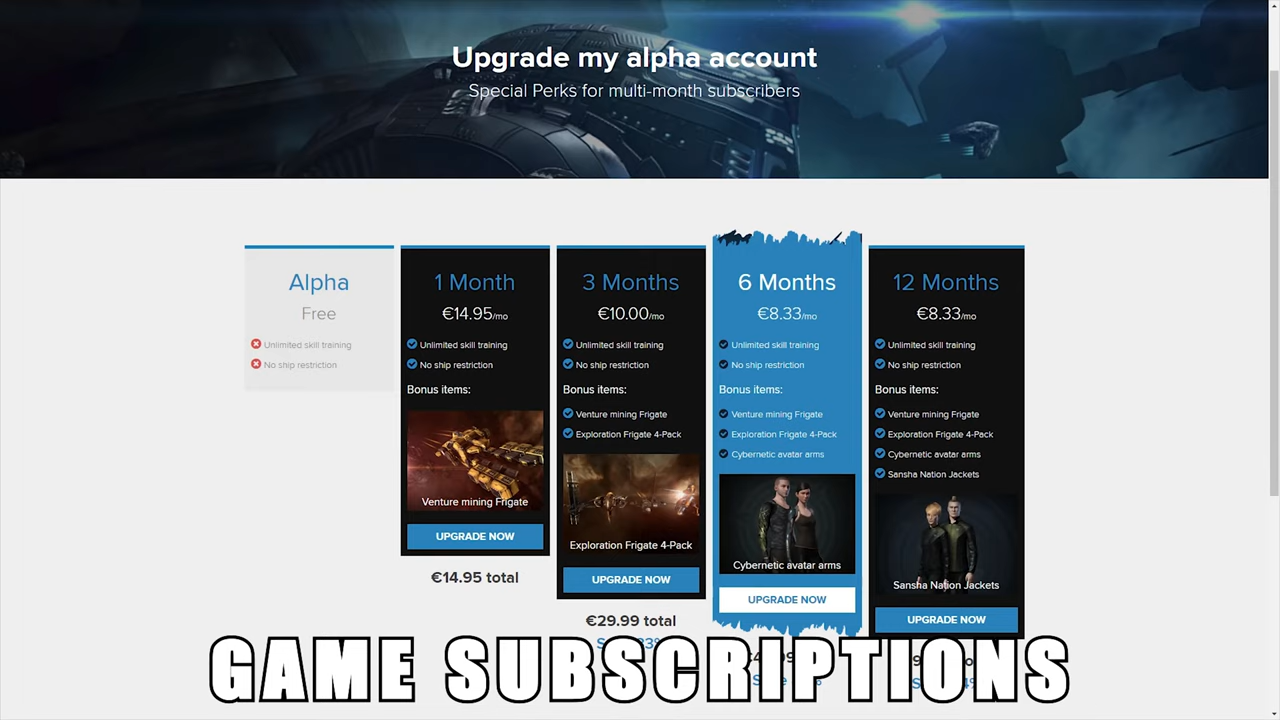 Upgrade my alpha account
Special Perks for multi-month subscribers
Alpha
Free
Unlimited skill training
No ship restriction
1 Month
€14.95/mo
Unlimited skill training
No ship restriction
Bonus items:
Venture mining Frigate
UPGRADE NOW
€14.95 total
3 Months
€10.00/mo
Unlimited skill training
No ship restriction
Bonus items:
Venture mining Frigate
Exploration Frigate 4-Pack
Exploration Frigate 4-Pack
UPGRADE NOW
€29.99 total
6 Months
€8.33/mo
Unlimited skill training
No ship restriction
Bonus items:
Venture mining Frigate
Exploration Frigate 4-Pack
Cybernetic avatar arms
Cybernetic avatar arms
UPGRADE NOW
12 Months
€8.33/mo
Unlimited skill training
No ship restriction
Bonus items:
Venture mining Frigate
Exploration Frigate 4-Pack
Cybernetic avatar arms
Sansha Nation Jackets
Sansha Nation Jackets
UPGRADE NOW
GAME SUBSCRIPTIONS